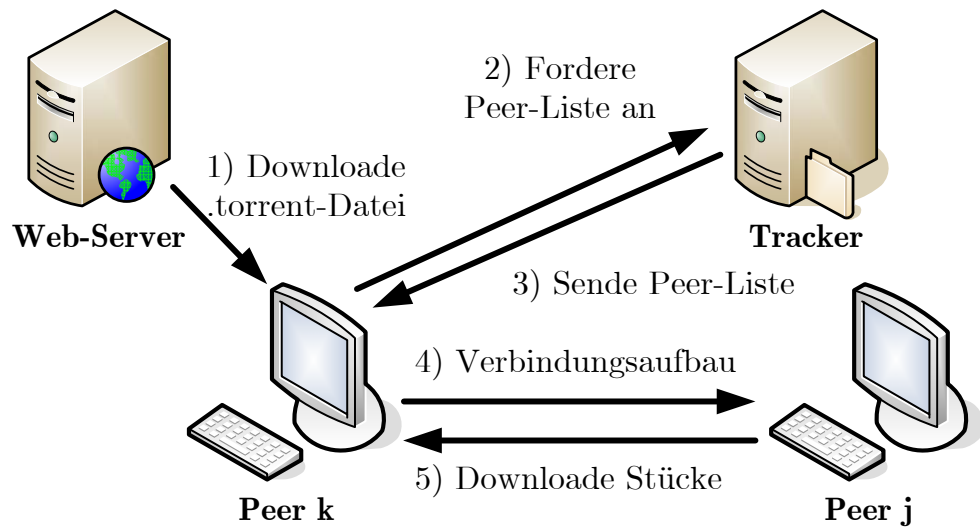 2) Fordere
Peer-Liste an
1) Downloade
.torrent-Datei
Web-Server
Tracker
3) Sende Peer-Liste
4) Verbindungsaufbau
5) Downloade Stücke
Peer k
Peer j